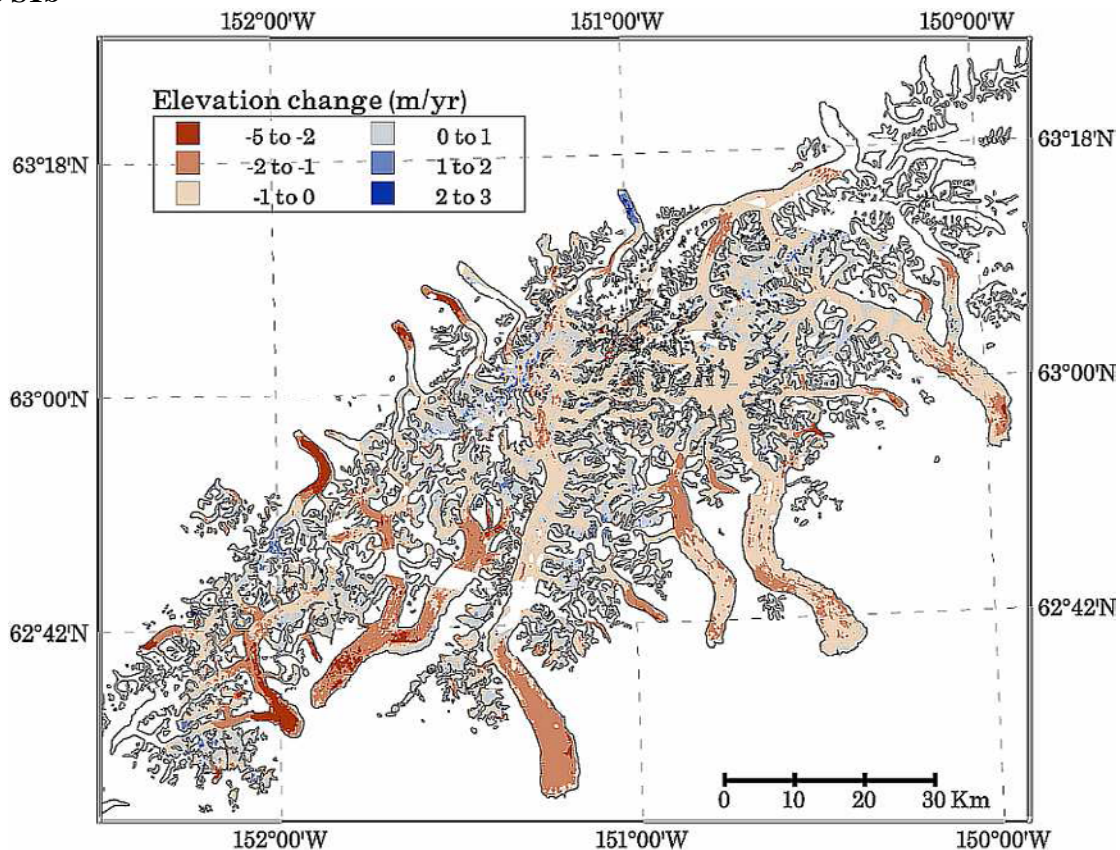 152°00'W 151°00'W 150°00'W
Elevation change (m/yr)
-5 to -2 0 to 1
-2 to -1 1 to 2
-1 to 0 2 to 3
63°18'N 63°18'N
63°00'N 63°00'N
62°42'N 62°42'N
0 10 20 30 Km
152°00'W 151°00'W 150°00'W